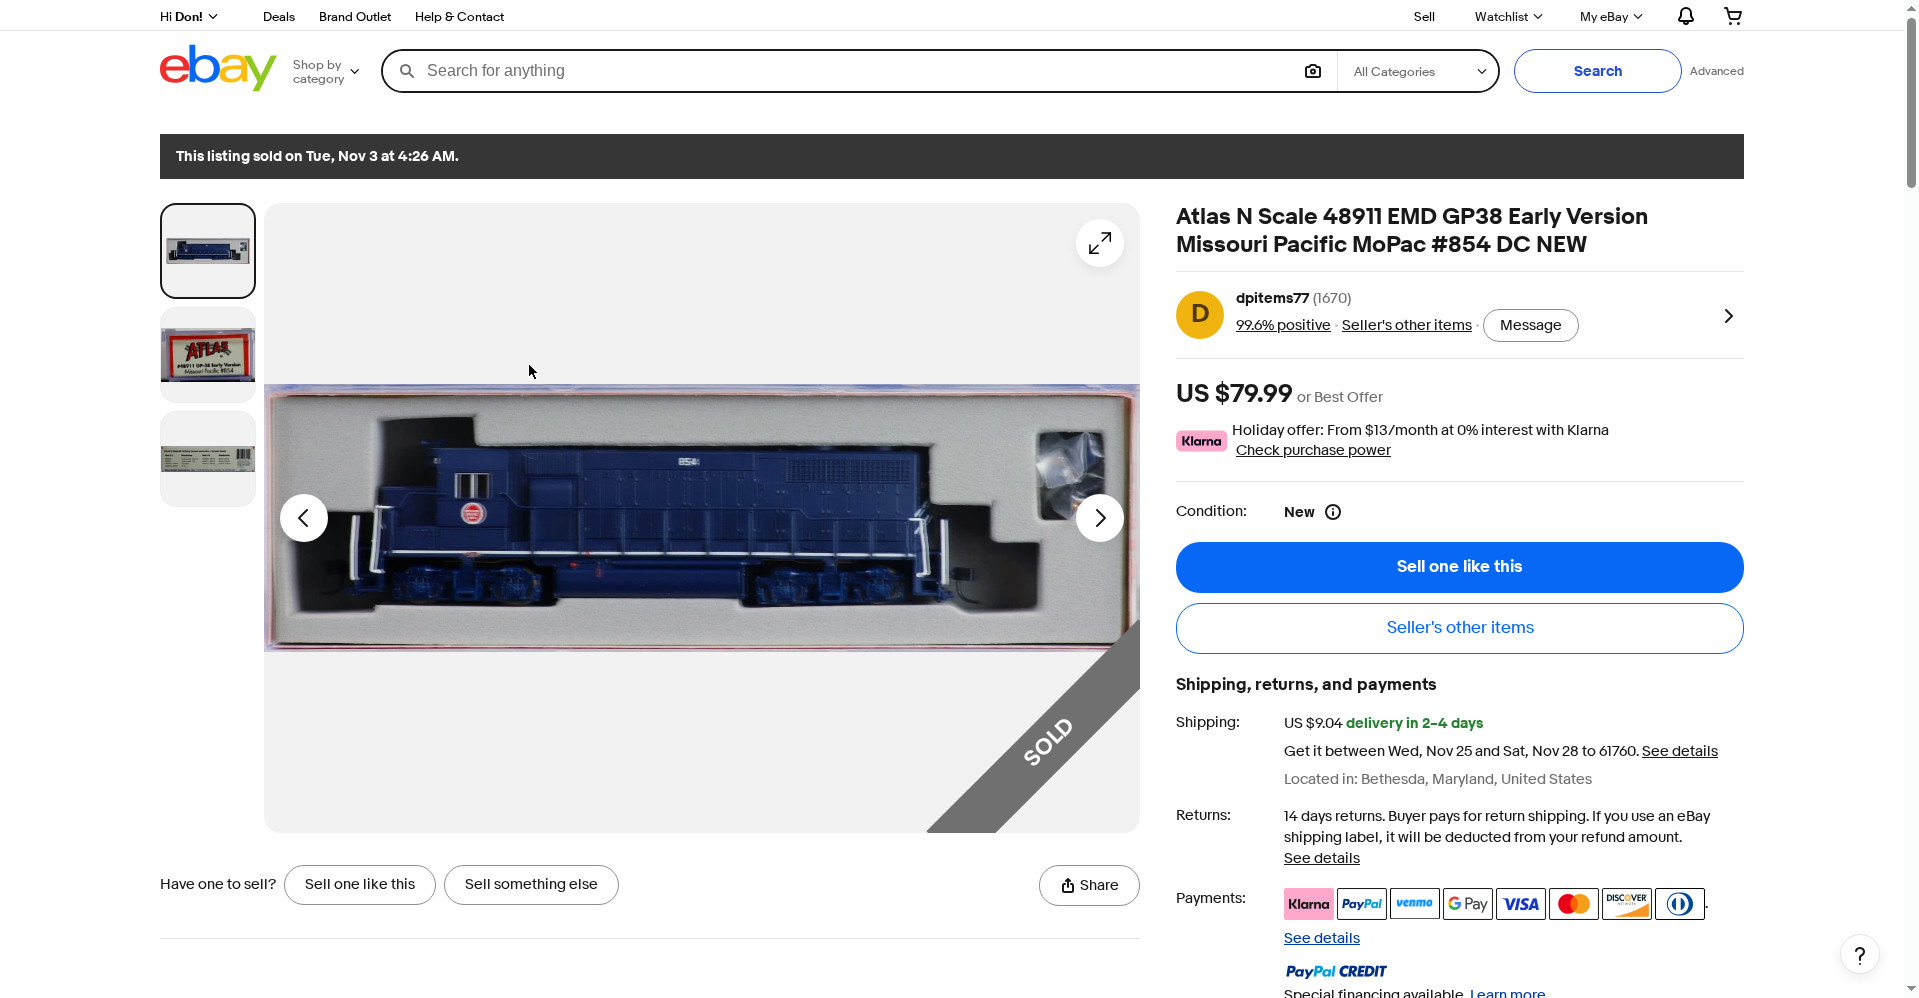 Hi Don!
Deals
Brand Outlet
Help & Contact
Sell
Watchlist
My eBay
ebay
Shop by
category
Search for anything
All Categories
Search
Advanced
This listing sold on Tue, Nov 3 at 4:26 AM.
ATLAS
#48911 GP-38 Early Version
Missouri Pacific #854
854
SOLD
Atlas N Scale 48911 EMD GP38 Early Version
Missouri Pacific MoPac #854 DC NEW
D
dpitems77 (1670)
99.6% positive · Seller's other items · Message
US $79.99 or Best Offer
Klarna Holiday offer: From $13/month at 0% interest with Klarna
Check purchase power
Condition: New
Sell one like this
Seller's other items
Shipping, returns, and payments
Shipping: US $9.04 delivery in 2–4 days
Get it between Wed, Nov 25 and Sat, Nov 28 to 61760. See details
Located in: Bethesda, Maryland, United States
Returns: 14 days returns. Buyer pays for return shipping. If you use an eBay
shipping label, it will be deducted from your refund amount.
See details
Payments: Klarna PayPal venmo G Pay VISA DISCOVER .
See details
PayPal CREDIT
Special financing available. Learn more
Have one to sell? Sell one like this Sell something else
Share
?